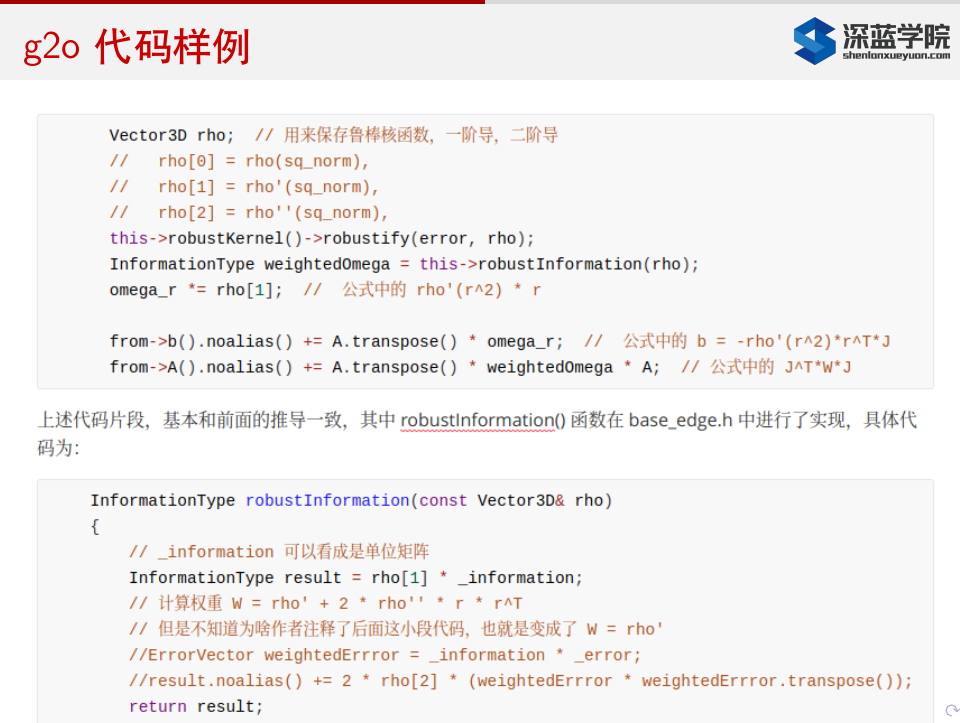 g2o 代码样例
深蓝学院
shenlanxueyuan.com
Vector3D rho;  // 用来保存鲁棒核函数，一阶导，二阶导
//   rho[0] = rho(sq_norm),
//   rho[1] = rho'(sq_norm),
//   rho[2] = rho''(sq_norm),
this->robustKernel()->robustify(error, rho);
InformationType weightedOmega = this->robustInformation(rho);
omega_r *= rho[1];  //  公式中的 rho'(r^2) * r
from->b().noalias() += A.transpose() * omega_r;  //  公式中的 b = -rho'(r^2)*r^T*J
from->A().noalias() += A.transpose() * weightedOmega * A;  // 公式中的 J^T*W*J
上述代码片段，基本和前面的推导一致，其中 robustInformation() 函数在 base_edge.h 中进行了实现，具体代
码为：
InformationType robustInformation(const Vector3D& rho)
{
// _information 可以看成是单位矩阵
InformationType result = rho[1] * _information;
// 计算权重 W = rho' + 2 * rho'' * r * r^T
// 但是不知道为啥作者注释了后面这小段代码，也就是变成了 W = rho'
//ErrorVector weightedErrror = _information * _error;
//result.noalias() += 2 * rho[2] * (weightedErrror * weightedErrror.transpose());
return result;